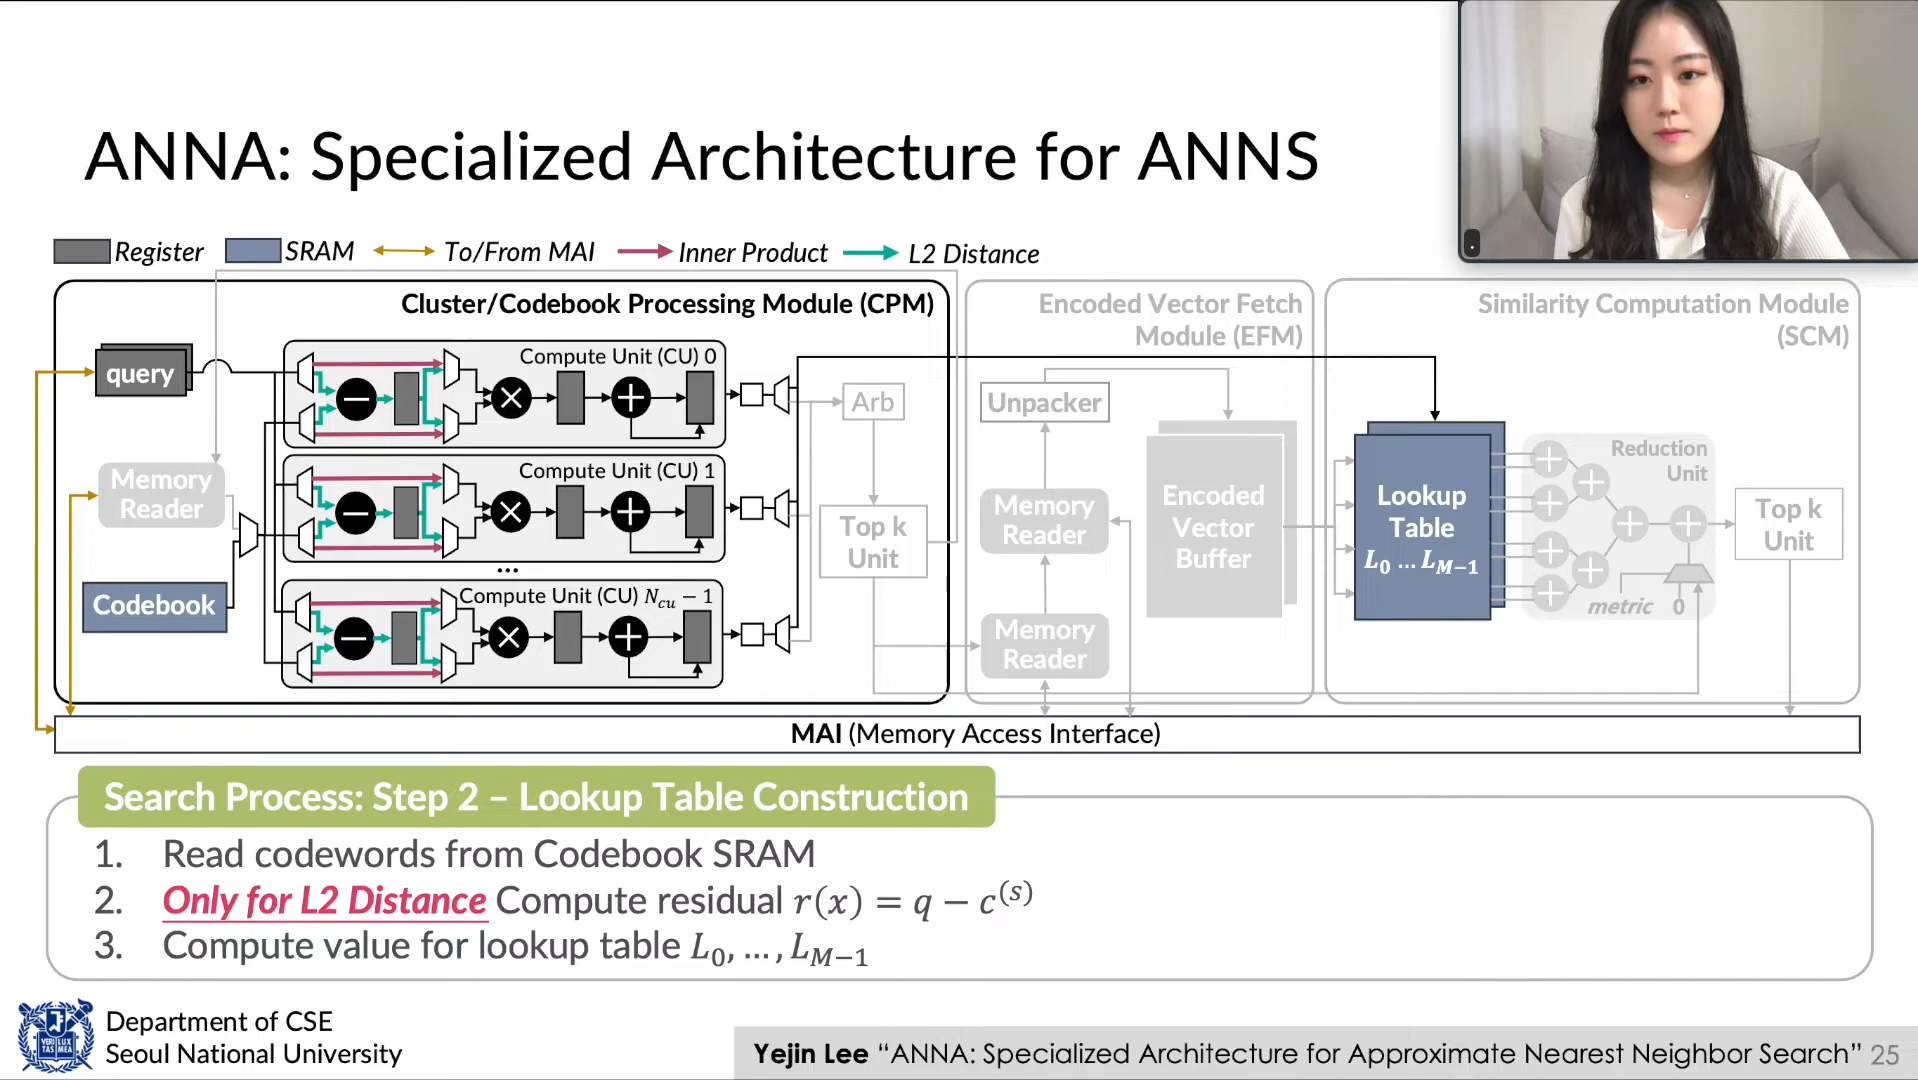 ANNA: Specialized Architecture for ANNS
Register SRAM To/From MAI Inner Product L2 Distance
Cluster/Codebook Processing Module (CPM)
query
Memory
Reader
Codebook
Compute Unit (CU) 0
Compute Unit (CU) 1
...
Compute Unit (CU) N_{cu} − 1
Arb
Top k
Unit
Encoded Vector Fetch
Module (EFM)
Unpacker
Memory
Reader
Memory
Reader
Encoded
Vector
Buffer
Similarity Computation Module
(SCM)
Lookup
Table
L_0 ... L_{M−1}
Reduction
Unit
metric 0
Top k
Unit
MAI (Memory Access Interface)
Search Process: Step 2 – Lookup Table Construction
1. Read codewords from Codebook SRAM
2. Only for L2 Distance Compute residual r(x) = q − c^{(s)}
3. Compute value for lookup table L_0, ... , L_{M−1}
Department of CSE
Seoul National University
Yejin Lee “ANNA: Specialized Architecture for Approximate Nearest Neighbor Search” 25